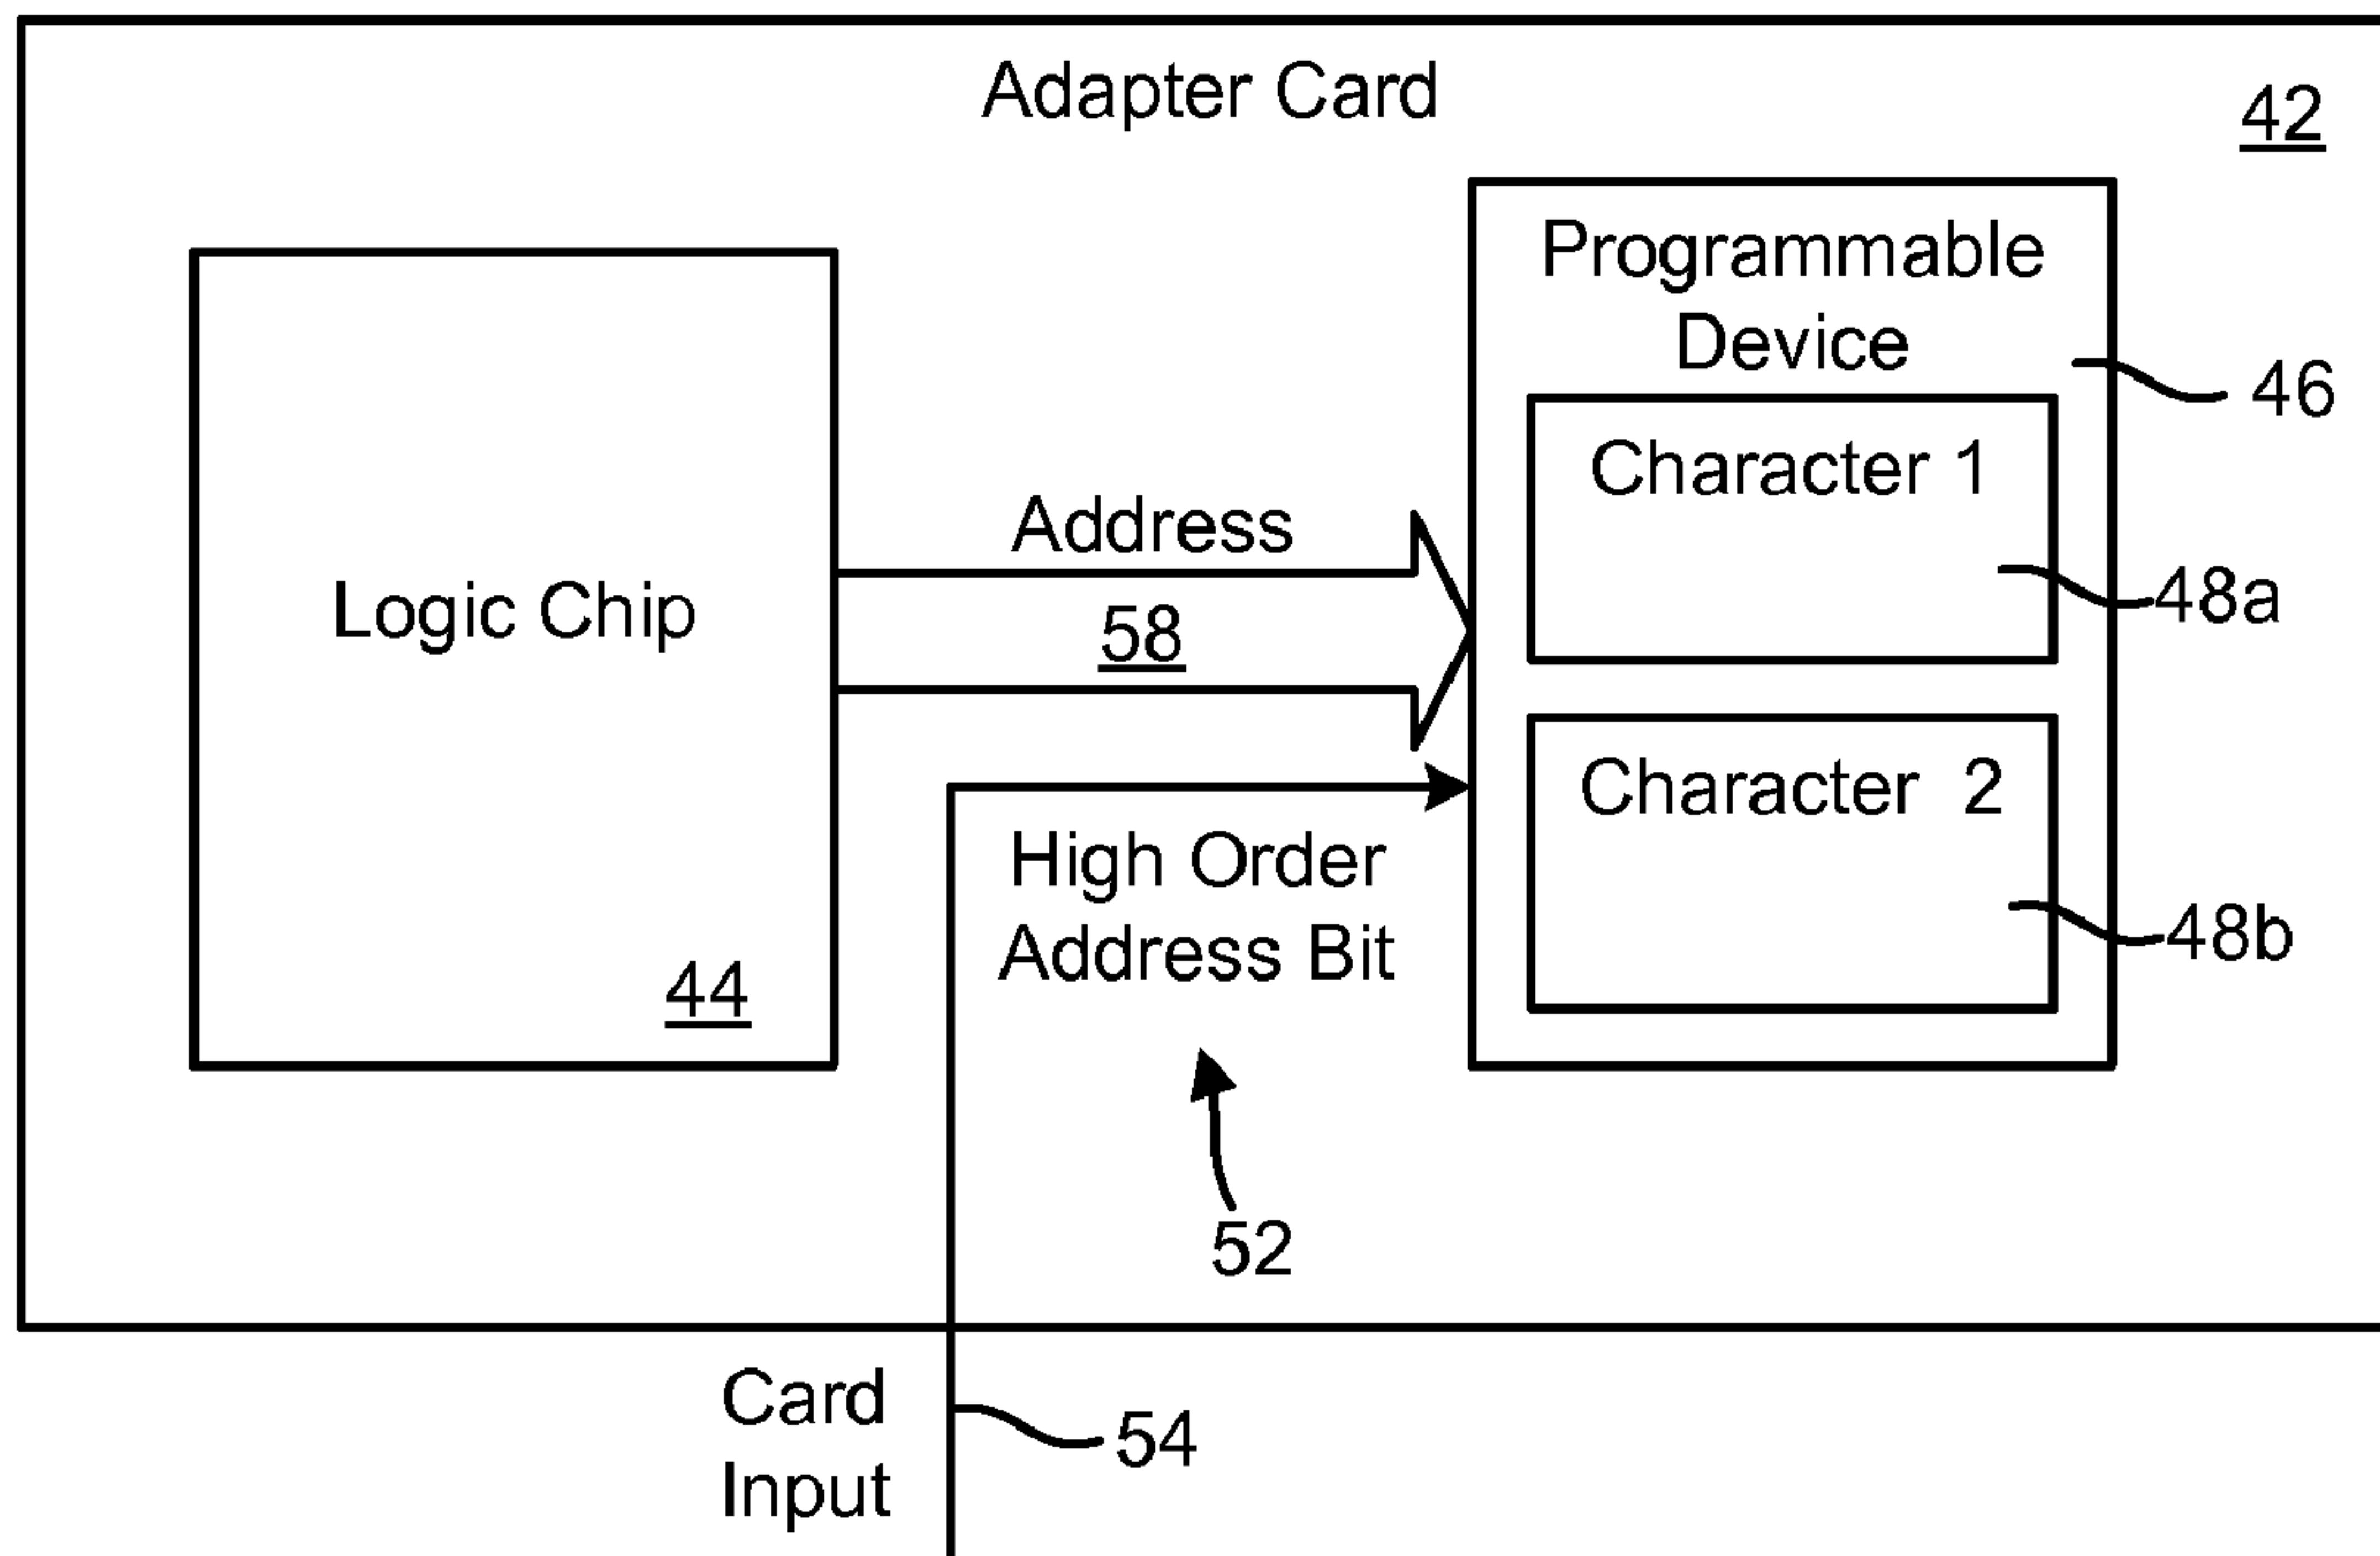 Adapter Card
42
Programmable
Device
46
Character 1
48a
Address
58
Logic Chip
44
Character 2
48b
High Order
Address Bit
52
Card
Input
54